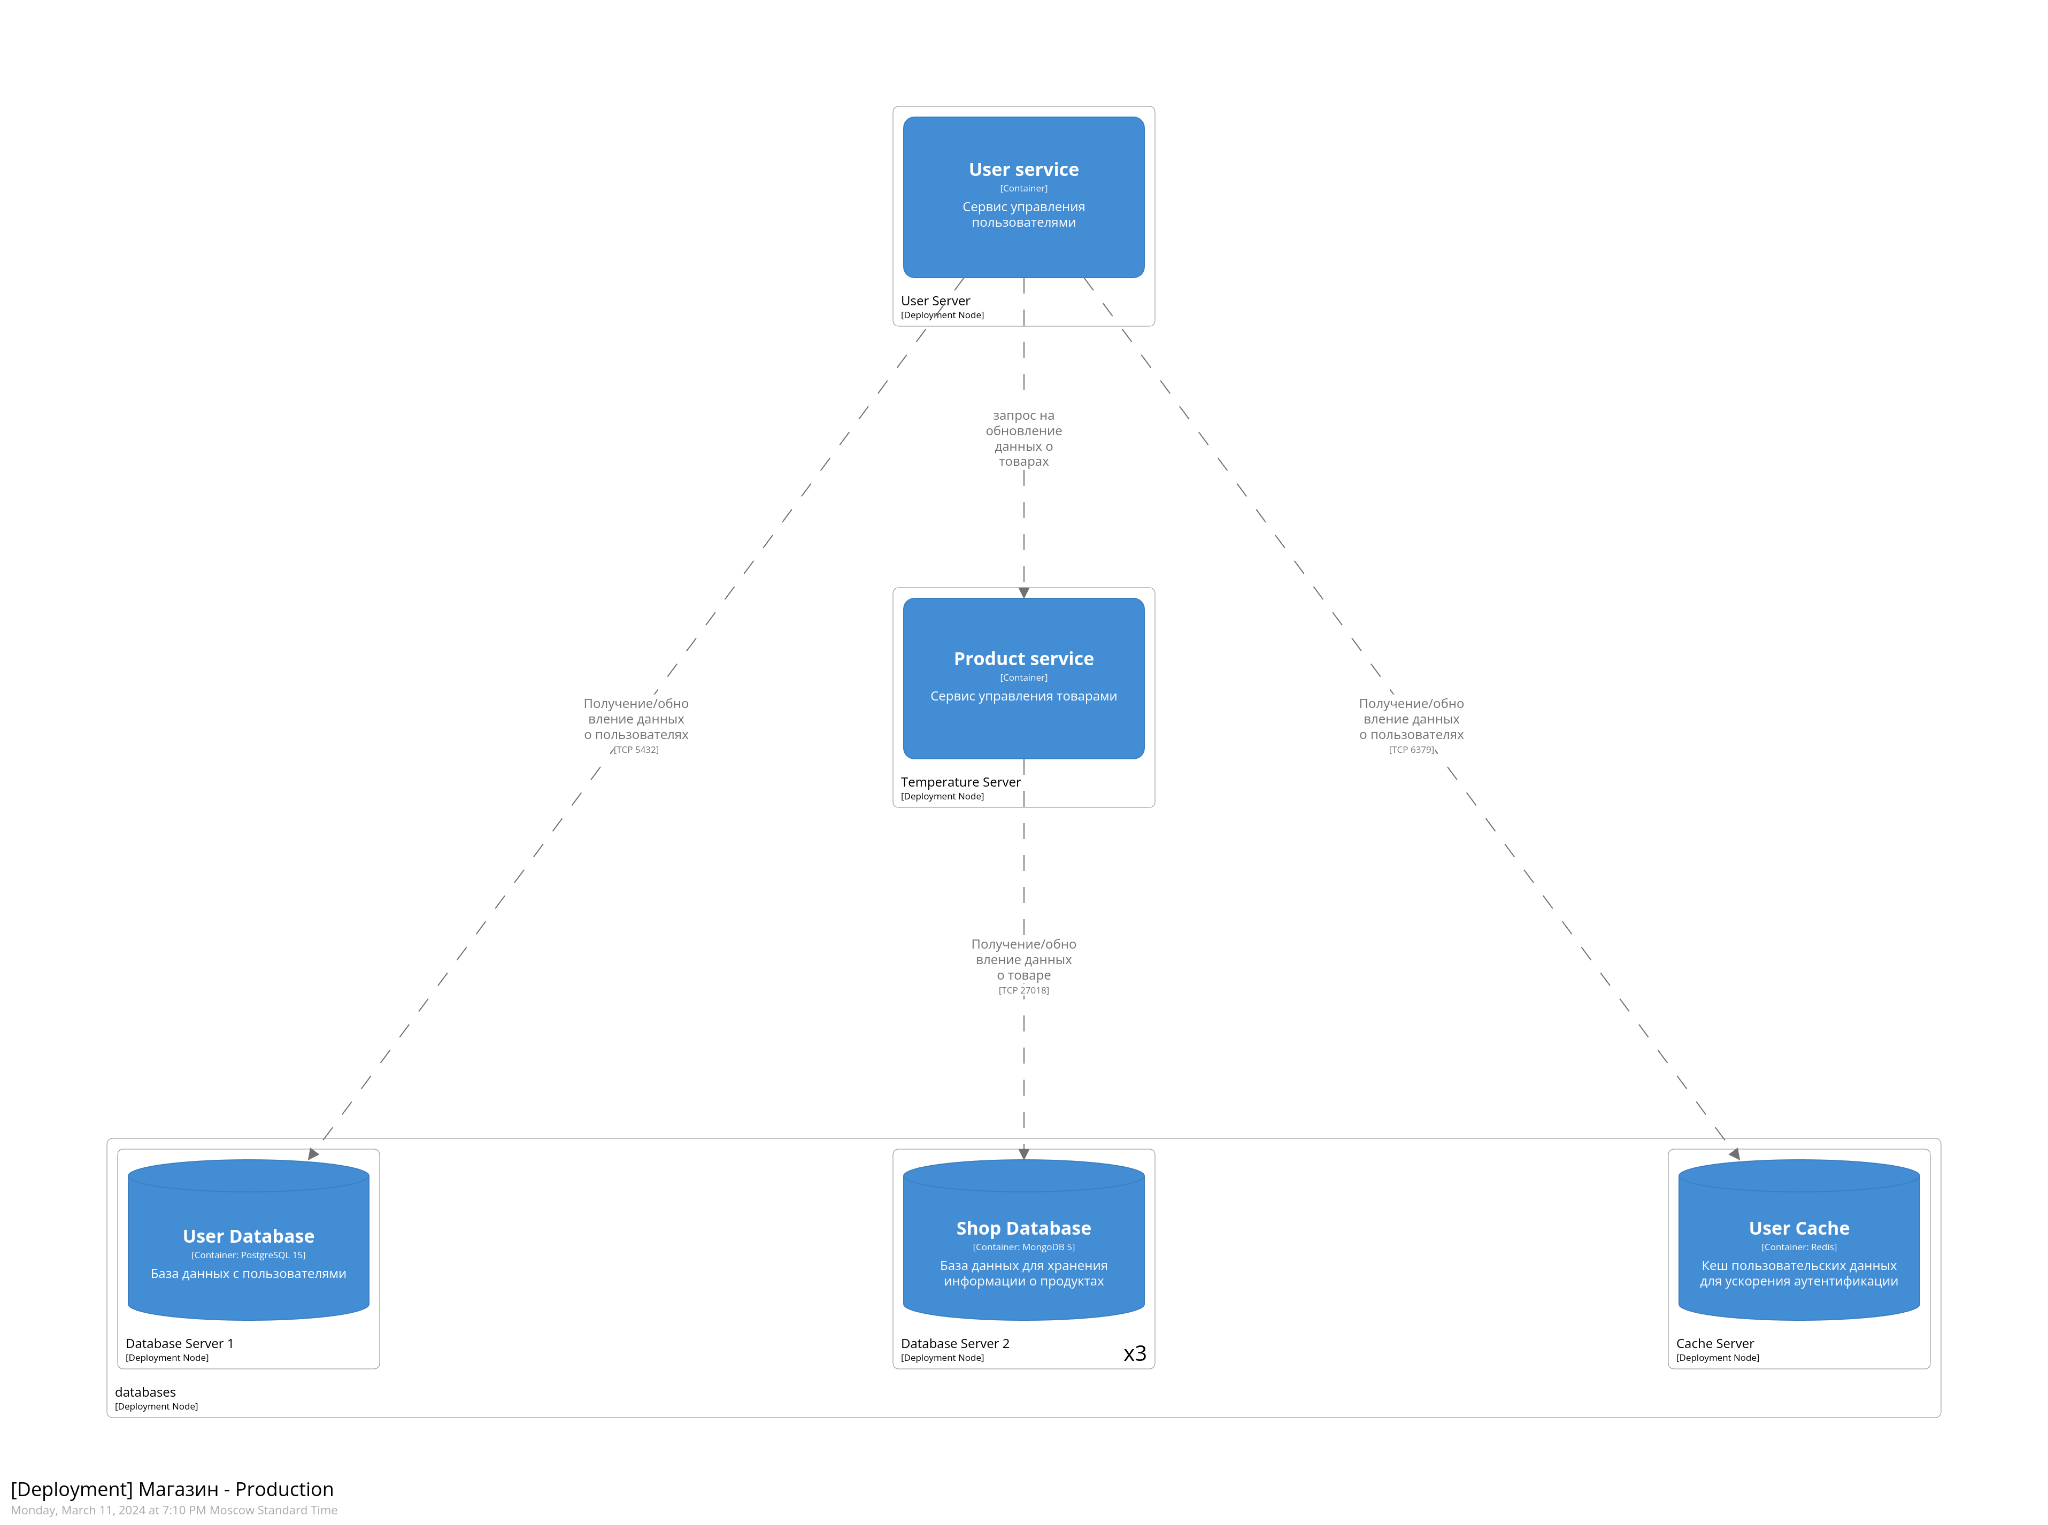 User service
[Container]
Сервис управления
пользователями
User Server
[Deployment Node]
запрос на
обновление
данных о
товарах
Product service
[Container]
Сервис управления товарами
Temperature Server
[Deployment Node]
Получение/обно
вление данных
о пользователях
[TCP 5432]
Получение/обно
вление данных
о пользователях
[TCP 6379]
Получение/обно
вление данных
о товаре
[TCP 27018]
User Database
[Container: PostgreSQL 15]
База данных с пользователями
Database Server 1
[Deployment Node]
Shop Database
[Container: MongoDB 5]
База данных для хранения
информации о продуктах
Database Server 2
[Deployment Node]
x3
User Cache
[Container: Redis]
Кеш пользовательских данных
для ускорения аутентификации
Cache Server
[Deployment Node]
databases
[Deployment Node]
[Deployment] Магазин - Production
Monday, March 11, 2024 at 7:10 PM Moscow Standard Time